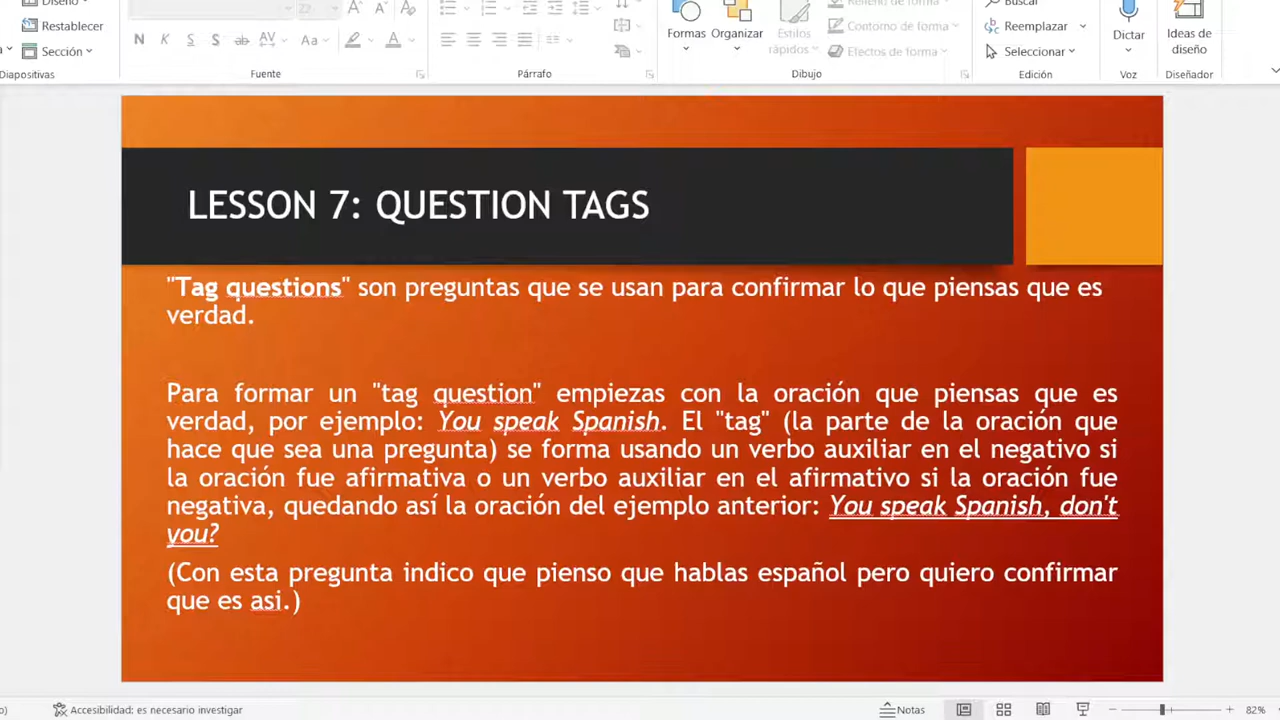 Diseño
Buscar
Restablecer
Relleno de forma
Reemplazar
N K S S ab AV Aa A
Formas Organizar Estilos
Contorno de forma
Dictar Ideas de
Sección
rápidos
Efectos de forma
Seleccionar
diseño
Diapositivas Fuente Párrafo Dibujo Edición Voz Diseñador
LESSON 7: QUESTION TAGS
"Tag questions" son preguntas que se usan para confirmar lo que piensas que es
verdad.
Para formar un "tag question" empiezas con la oración que piensas que es
verdad, por ejemplo: You speak Spanish. El "tag" (la parte de la oración que
hace que sea una pregunta) se forma usando un verbo auxiliar en el negativo si
la oración fue afirmativa o un verbo auxiliar en el afirmativo si la oración fue
negativa, quedando así la oración del ejemplo anterior: You speak Spanish, don't
you?
(Con esta pregunta indico que pienso que hablas español pero quiero confirmar
que es asi.)
Accesibilidad: es necesario investigar Notas 82%